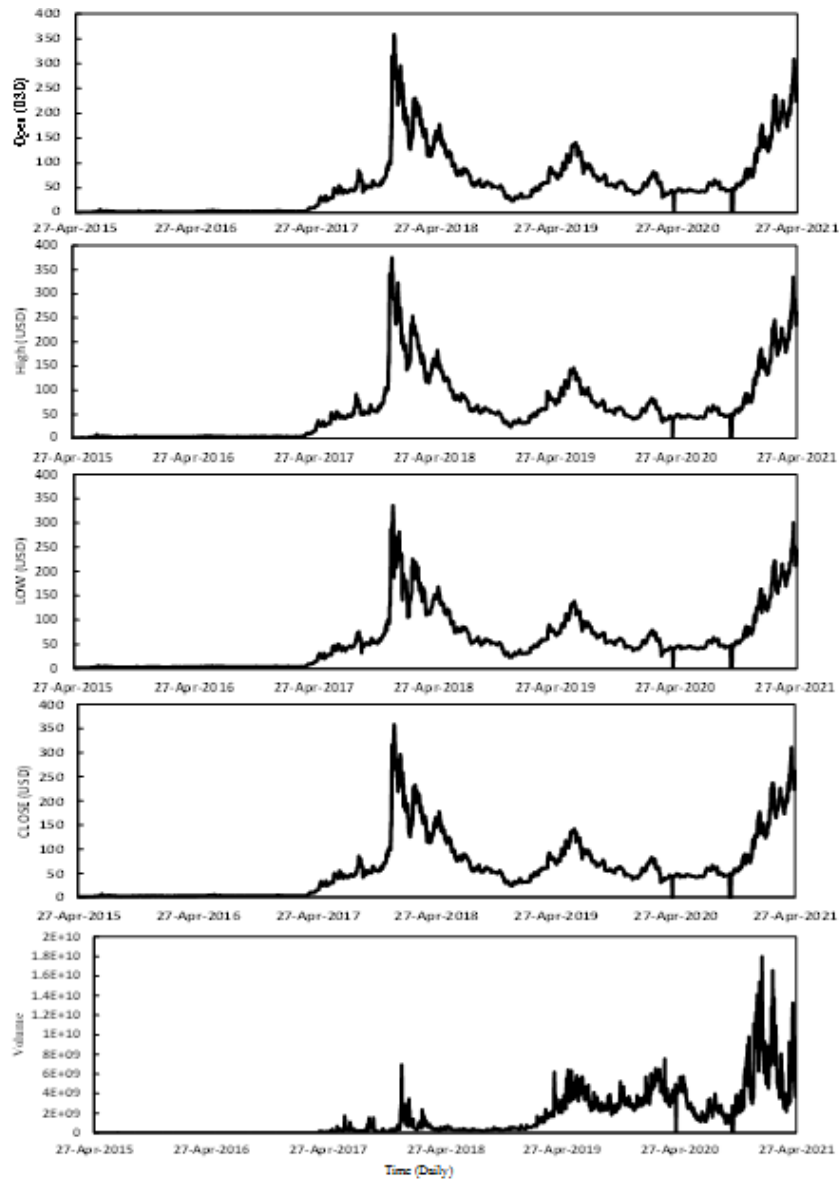 400
350
300
250
200
150
100
50
0
Open (USD)
27-Apr-2015 27-Apr-2016 27-Apr-2017 27-Apr-2018 27-Apr-2019 27-Apr-2020 27-Apr-2021
400
350
300
250
200
150
100
50
0
High (USD)
27-Apr-2015 27-Apr-2016 27-Apr-2017 27-Apr-2018 27-Apr-2019 27-Apr-2020 27-Apr-2021
400
350
300
250
200
150
100
50
0
LOW (USD)
27-Apr-2015 27-Apr-2016 27-Apr-2017 27-Apr-2018 27-Apr-2019 27-Apr-2020 27-Apr-2021
400
350
300
250
200
150
100
50
0
CLOSE (USD)
27-Apr-2015 27-Apr-2016 27-Apr-2017 27-Apr-2018 27-Apr-2019 27-Apr-2020 27-Apr-2021
2E+10
1.8E+10
1.6E+10
1.4E+10
1.2E+10
1E+10
8E+09
6E+09
4E+09
2E+09
0
Volume
27-Apr-2015 27-Apr-2016 27-Apr-2017 27-Apr-2018 27-Apr-2019 27-Apr-2020 27-Apr-2021
Time (Daily)